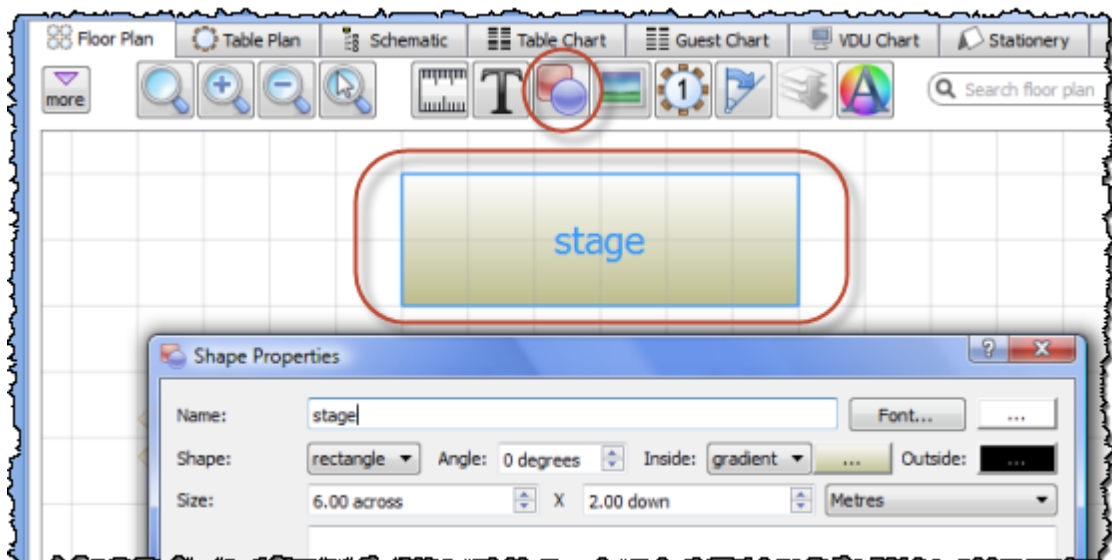 Floor Plan Table Plan Schematic Table Chart Guest Chart VDU Chart Stationery
more T 1 A Search floor plan
stage
Shape Properties ? X
Name: stage Font... ...
Shape: rectangle Angle: 0 degrees Inside: gradient ... Outside: ...
Size: 6.00 across X 2.00 down Metres